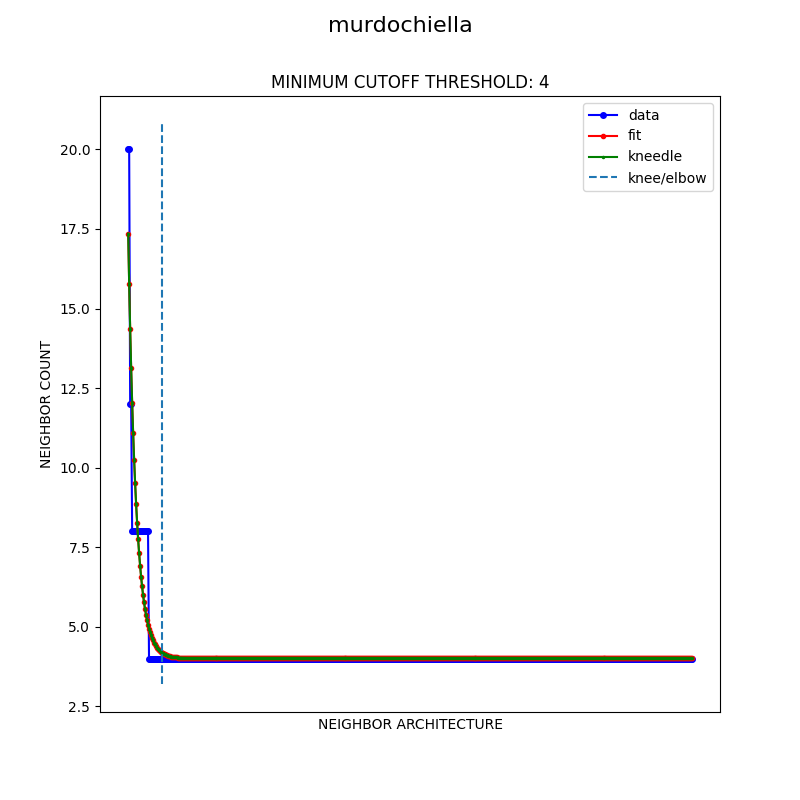 murdochiella
MINIMUM CUTOFF THRESHOLD: 4
data
fit
kneedle
knee/elbow
20.0
17.5
15.0
12.5
10.0
7.5
5.0
2.5
NEIGHBOR COUNT
NEIGHBOR ARCHITECTURE